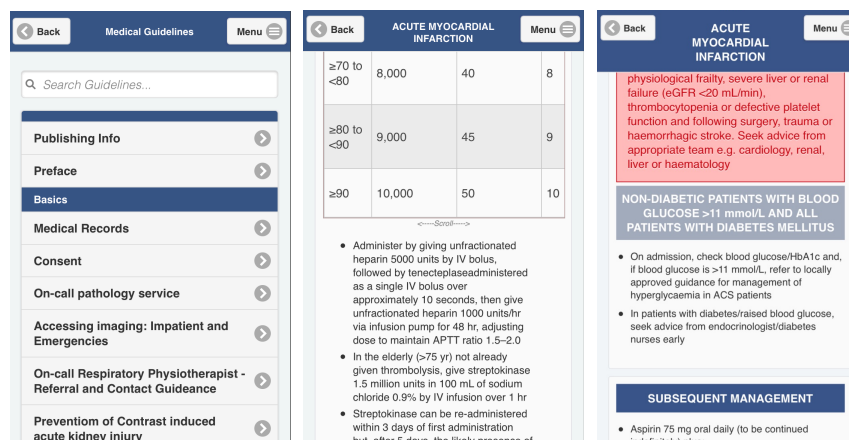 Back
Medical Guidelines
Menu
Search Guidelines...
Publishing Info
Preface
Basics
Medical Records
Consent
On-call pathology service
Accessing imaging: Impatient and
Emergencies
On-call Respiratory Physiotherapist -
Referral and Contact Guideance
Preventiom of Contrast induced
acute kidney injury
Back
ACUTE MYOCARDIAL
INFARCTION
Menu
≥70 to
<80
8,000
40
8
≥80 to
<90
9,000
45
9
≥90
10,000
50
10
<-----Scroll----->
• Administer by giving unfractionated
heparin 5000 units by IV bolus,
followed by tenecteplaseadministered
as a single IV bolus over
approximately 10 seconds, then give
unfractionated heparin 1000 units/hr
via infusion pump for 48 hr, adjusting
dose to maintain APTT ratio 1.5–2.0
• In the elderly (>75 yr) not already
given thrombolysis, give streptokinase
1.5 million units in 100 mL of sodium
chloride 0.9% by IV infusion over 1 hr
• Streptokinase can be re-administered
within 3 days of first administration
but, after 5 days, the likely presence of
Back
ACUTE
MYOCARDIAL
INFARCTION
Menu
physiological frailty, severe liver or renal
failure (eGFR <20 mL/min),
thrombocytopenia or defective platelet
function and following surgery, trauma or
haemorrhagic stroke. Seek advice from
appropriate team e.g. cardiology, renal,
liver or haematology
NON-DIABETIC PATIENTS WITH BLOOD
GLUCOSE >11 mmol/L AND ALL
PATIENTS WITH DIABETES MELLITUS
• On admission, check blood glucose/HbA1c and,
if blood glucose is >11 mmol/L, refer to locally
approved guidance for management of
hyperglycaemia in ACS patients
• In patients with diabetes/raised blood glucose,
seek advice from endocrinologist/diabetes
nurses early
SUBSEQUENT MANAGEMENT
• Aspirin 75 mg oral daily (to be continued